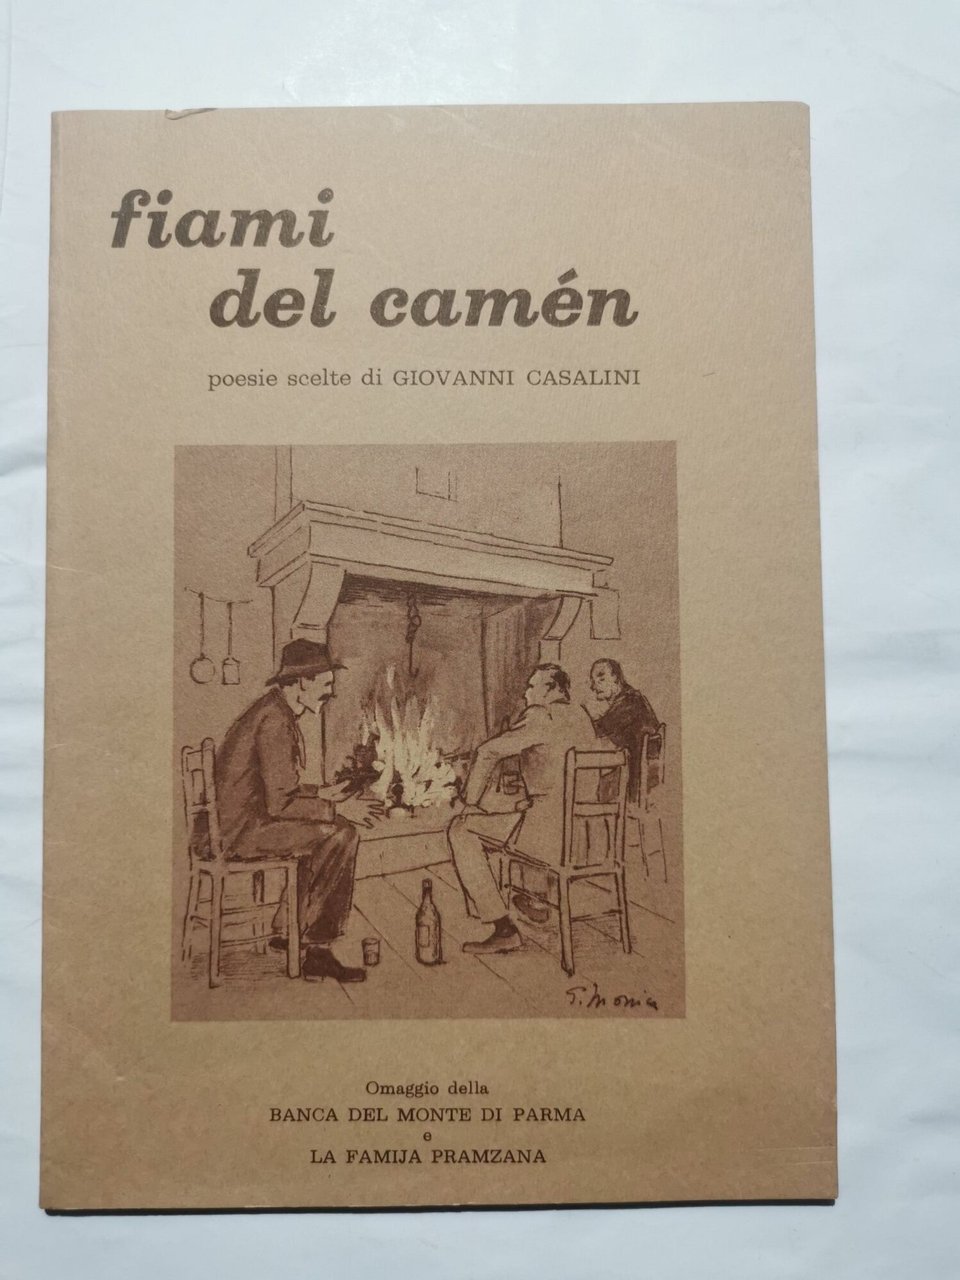 fiami
del camén
poesie scelte di GIOVANNI CASALINI
Omaggio della
BANCA DEL MONTE DI PARMA
e
LA FAMIJA PRAMZANA